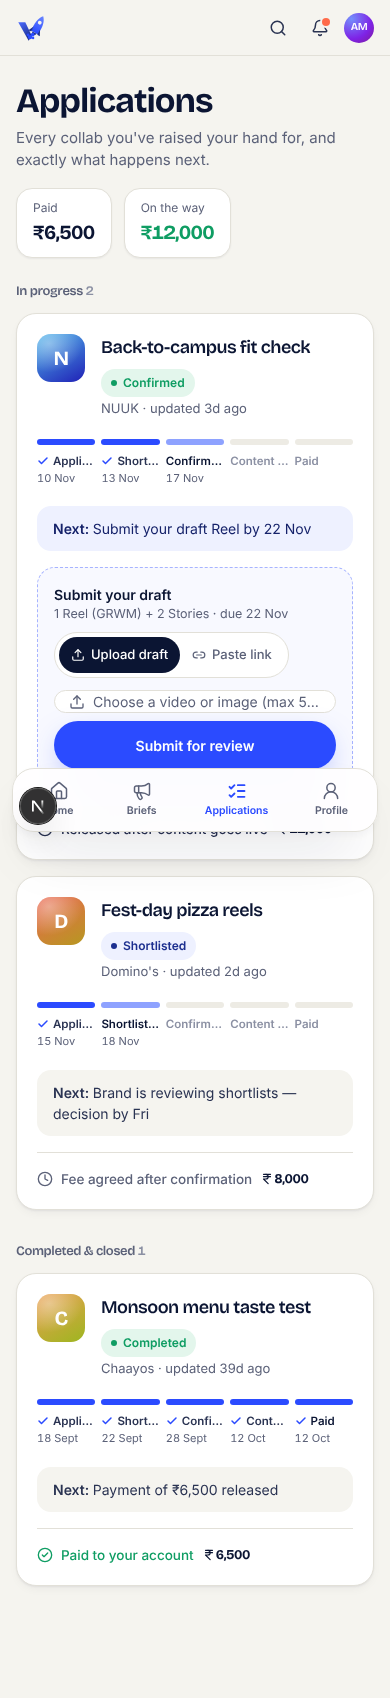 AM
Applications
Every collab you've raised your hand for, and
exactly what happens next.
Paid
₹6,500
On the way
₹12,000
In progress 2
N
Back-to-campus fit check
Confirmed
NUUK · updated 3d ago
Appli... Short... Confirm... Content ... Paid
10 Nov 13 Nov 17 Nov
Next: Submit your draft Reel by 22 Nov
Submit your draft
1 Reel (GRWM) + 2 Stories · due 22 Nov
Upload draft Paste link
Choose a video or image (max 5...
Submit for review
N
Briefs Applications Profile
D
Fest-day pizza reels
Shortlisted
Domino's · updated 2d ago
Appli... Shortlist... Confirm... Content ... Paid
15 Nov 18 Nov
Next: Brand is reviewing shortlists —
decision by Fri
Fee agreed after confirmation ₹ 8,000
Completed & closed 1
C
Monsoon menu taste test
Completed
Chaayos · updated 39d ago
Appli... Short... Confi... Cont... Paid
18 Sept 22 Sept 28 Sept 12 Oct 12 Oct
Next: Payment of ₹6,500 released
Paid to your account ₹ 6,500